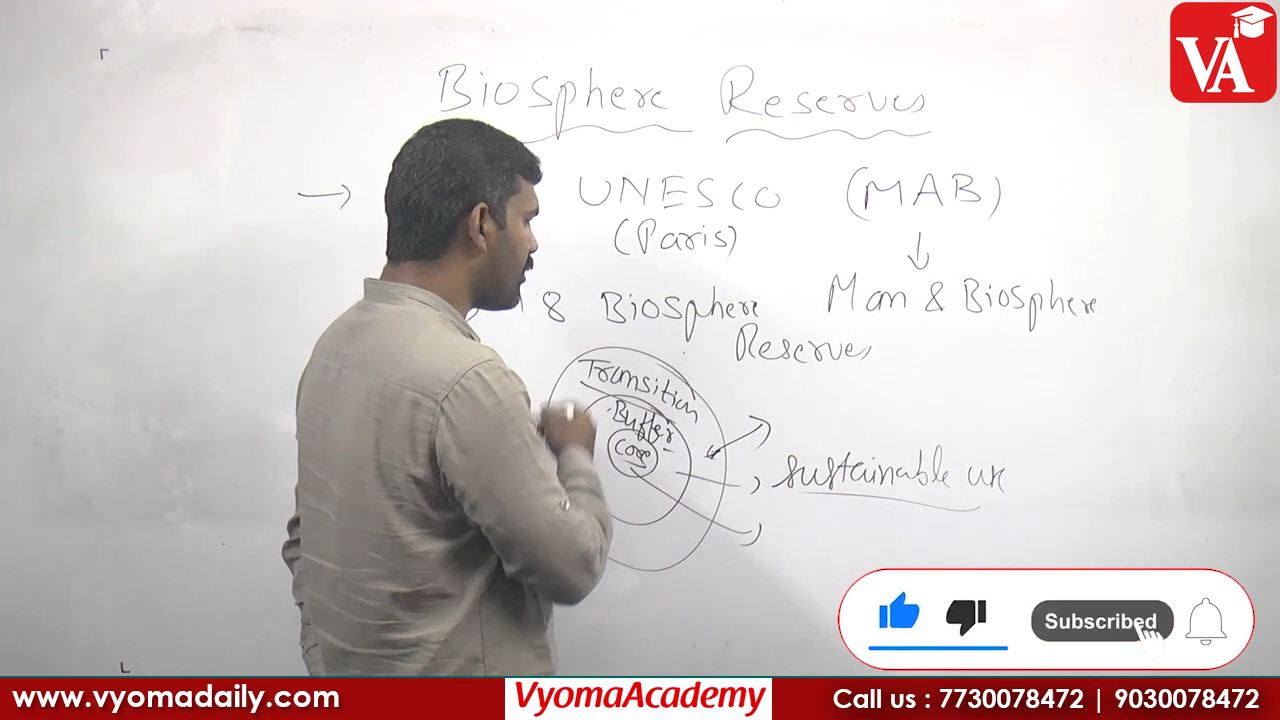 VA
Biosphere Reserves
UNESCO (MAB)
(Paris)
Man & Biosphere
18 Biosphere
Reserves
Transition
Buffer
Core
sustainable use
Subscribed
www.vyomadaily.com
VyomaAcademy
Call us : 7730078472 | 9030078472